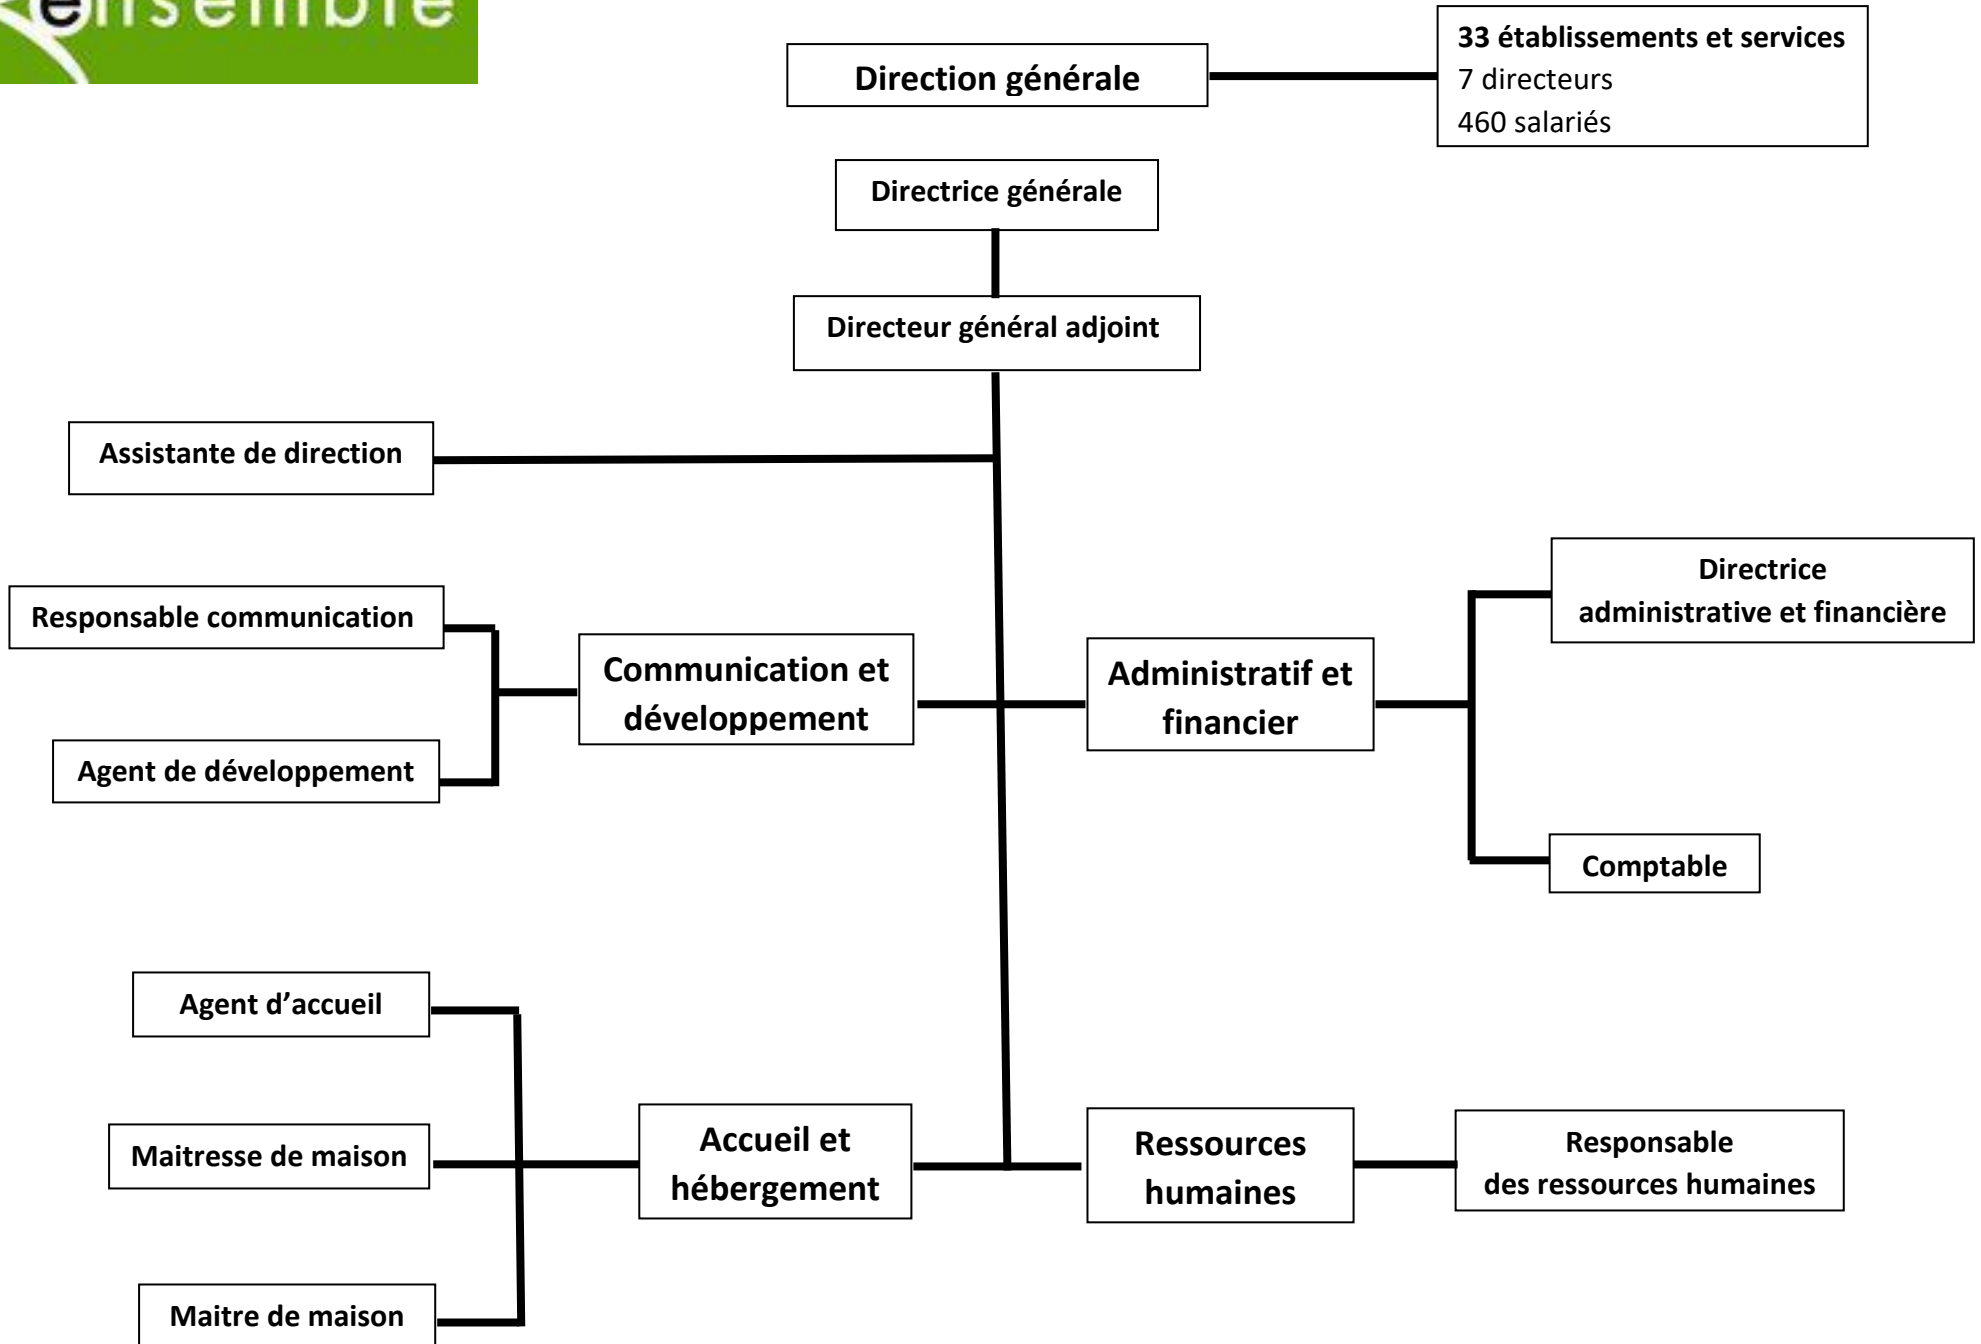 ensemble
Direction générale
33 établissements et services
7 directeurs
460 salariés
Directrice générale
Directeur général adjoint
Assistante de direction
Directrice
administrative et financière
Responsable communication
Communication et
développement
Administratif et
financier
Agent de développement
Comptable
Agent d’accueil
Maitresse de maison
Accueil et
hébergement
Ressources
humaines
Responsable
des ressources humaines
Maitre de maison